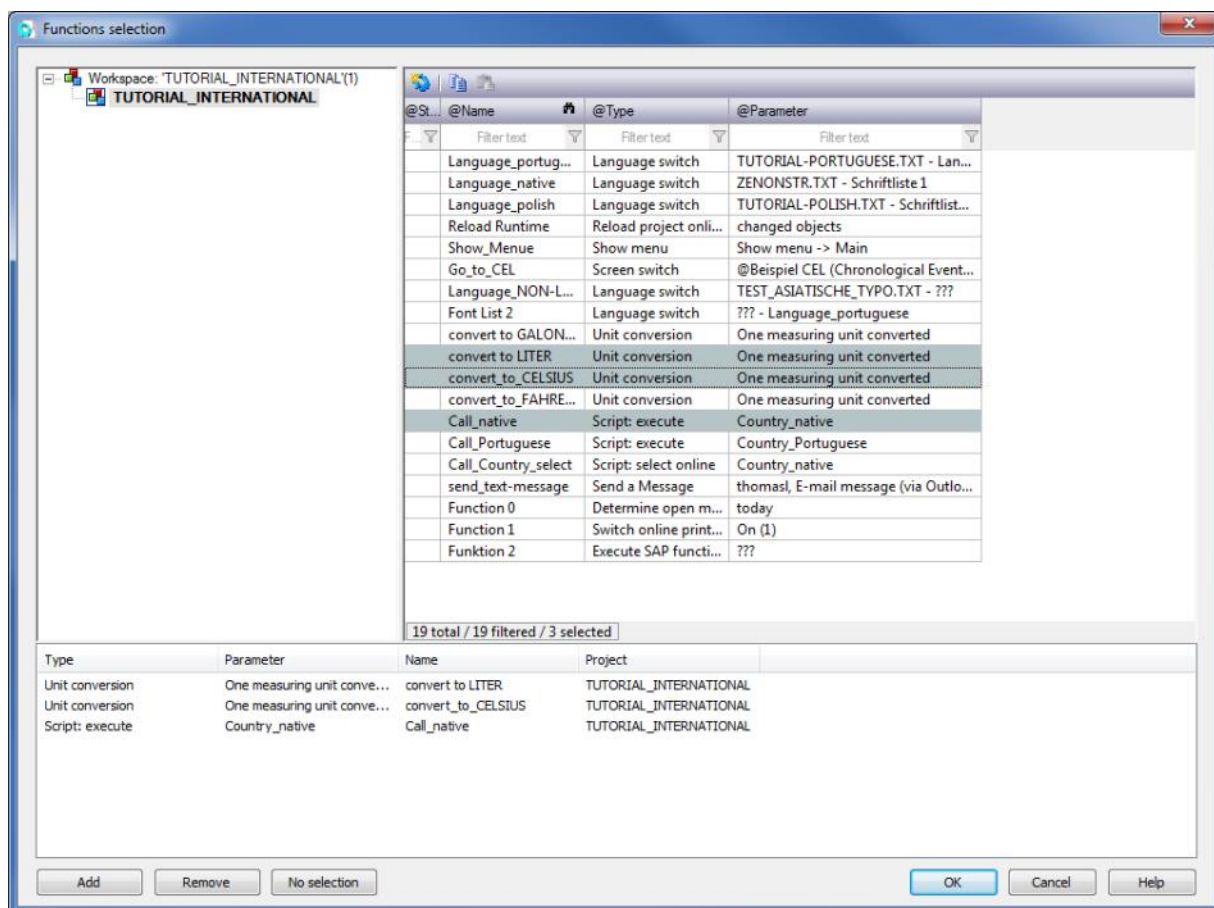 Functions selection
Workspace: 'TUTORIAL_INTERNATIONAL'(1)
TUTORIAL_INTERNATIONAL
@St... @Name @Type @Parameter
F... Filter text Filter text Filter text
Language_portug... Language switch TUTORIAL-PORTUGUESE.TXT - Lan...
Language_native Language switch ZENONSTR.TXT - Schriftliste 1
Language_polish Language switch TUTORIAL-POLISH.TXT - Schriftlist...
Reload Runtime Reload project onli... changed objects
Show_Menue Show menu Show menu -> Main
Go_to_CEL Screen switch @Beispiel CEL (Chronological Event...
Language_NON-L... Language switch TEST_ASIATISCHE_TYPO.TXT - ???
Font List 2 Language switch ??? - Language_portuguese
convert to GALON... Unit conversion One measuring unit converted
convert to LITER Unit conversion One measuring unit converted
convert_to_CELSIUS Unit conversion One measuring unit converted
convert_to_FAHRE... Unit conversion One measuring unit converted
Call_native Script: execute Country_native
Call_Portuguese Script: execute Country_Portuguese
Call_Country_select Script: select online Country_native
send_text-message Send a Message thomasl, E-mail message (via Outlo...
Function 0 Determine open m... today
Function 1 Switch online print... On (1)
Funktion 2 Execute SAP functi... ???
19 total / 19 filtered / 3 selected
Type Parameter Name Project
Unit conversion One measuring unit conve... convert to LITER TUTORIAL_INTERNATIONAL
Unit conversion One measuring unit conve... convert_to_CELSIUS TUTORIAL_INTERNATIONAL
Script: execute Country_native Call_native TUTORIAL_INTERNATIONAL
Add Remove No selection OK Cancel Help